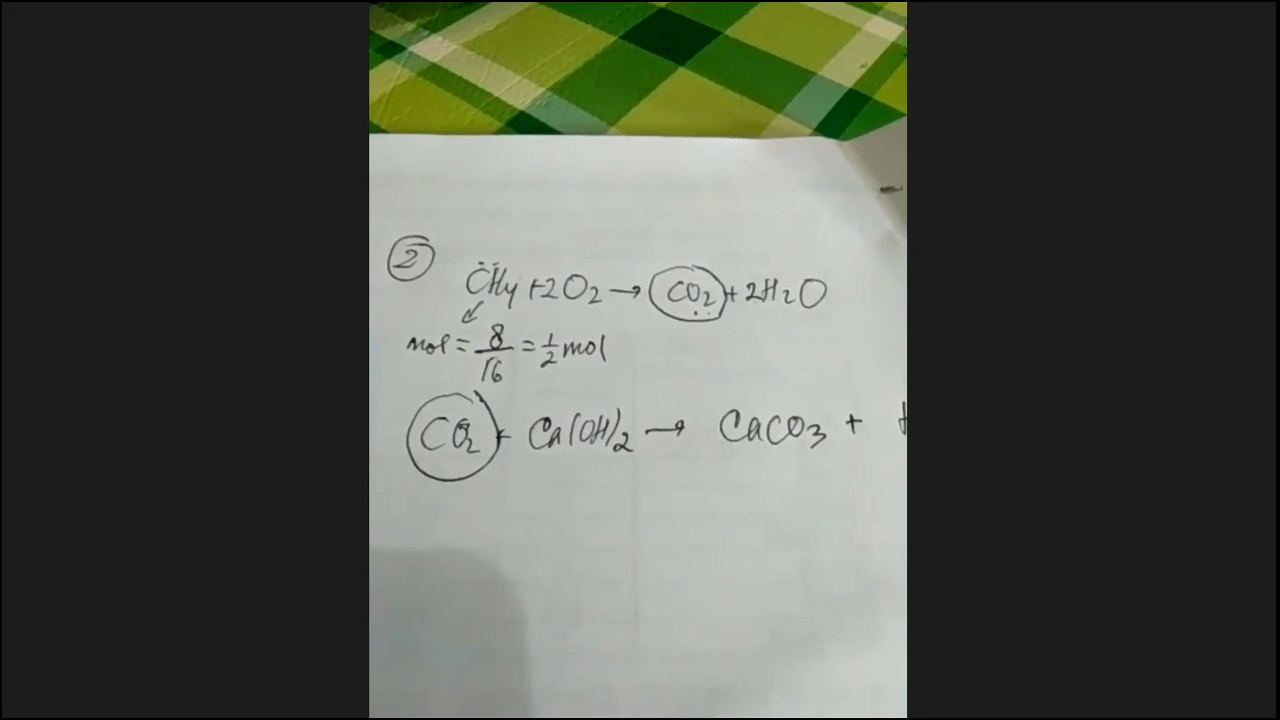 ②
CH4 + 2O2 → CO2 + 2H2O
mol = 8/16 = 1/2 mol
CO2 + Ca(OH)2 → CaCO3 +